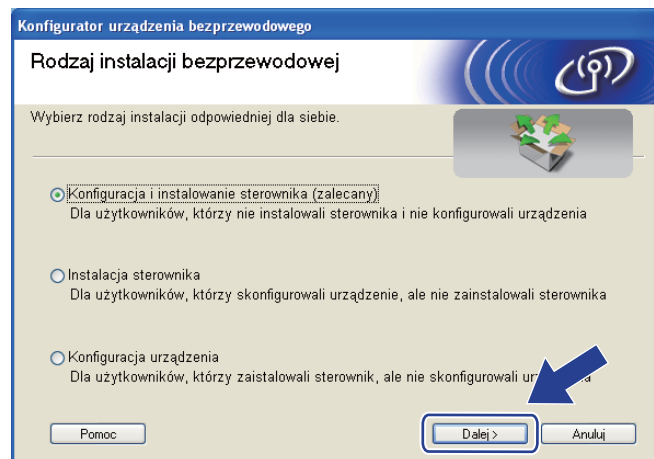 Konfigurator urządzenia bezprzewodowego
Rodzaj instalacji bezprzewodowej
Wybierz rodzaj instalacji odpowiedniej dla siebie.
Konfiguracja i instalowanie sterownika (zalecany)
Dla użytkowników, którzy nie instalowali sterownika i nie konfigurowali urządzenia
Instalacja sterownika
Dla użytkowników, którzy skonfigurowali urządzenie, ale nie zainstalowali sterownika
Konfiguracja urządzenia
Dla użytkowników, którzy zaistalowali sterownik, ale nie skonfigurowali
Pomoc
Dalej >
Anuluj